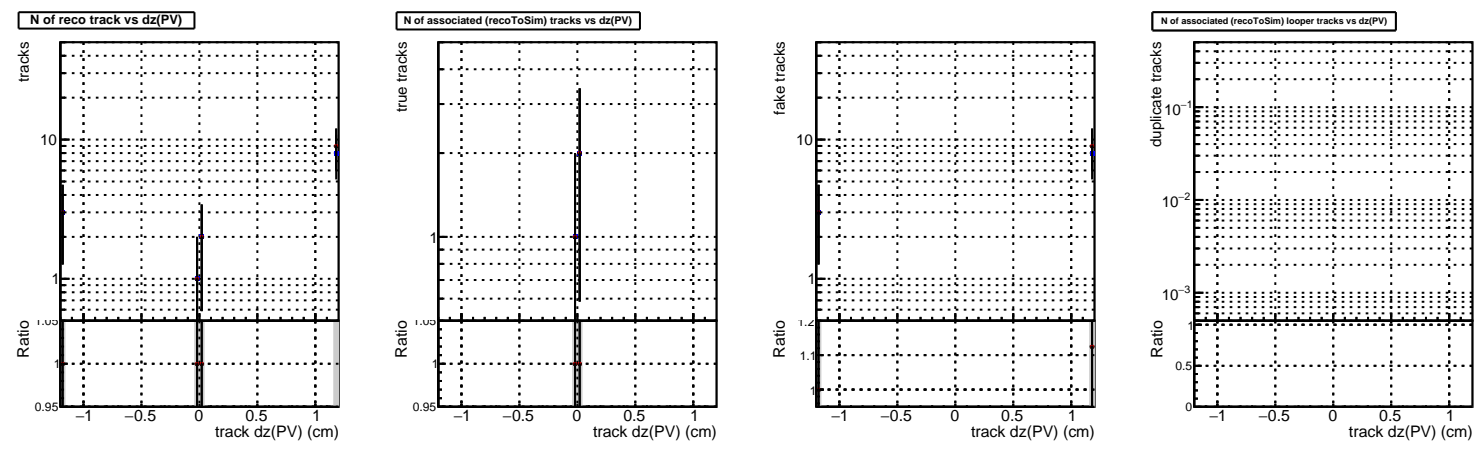 N of reco track vs dz(PV)
tracks
10
1
1.05
Ratio
1
0.95
−1 −0.5 0 0.5 1
track dz(PV) (cm)
N of associated (recoToSim) tracks vs dz(PV)
true tracks
1
1.05
Ratio
1
0.95
−1 −0.5 0 0.5 1
track dz(PV) (cm)
fake tracks
10
1
1.2
Ratio
1.1
1
−1 −0.5 0 0.5 1
track dz(PV) (cm)
N of associated (recoToSim) looper tracks vs dz(PV)
duplicate tracks
10−1
10−2
10−3
Ratio
1
0.5
0
−1 −0.5 0 0.5 1
track dz(PV) (cm)